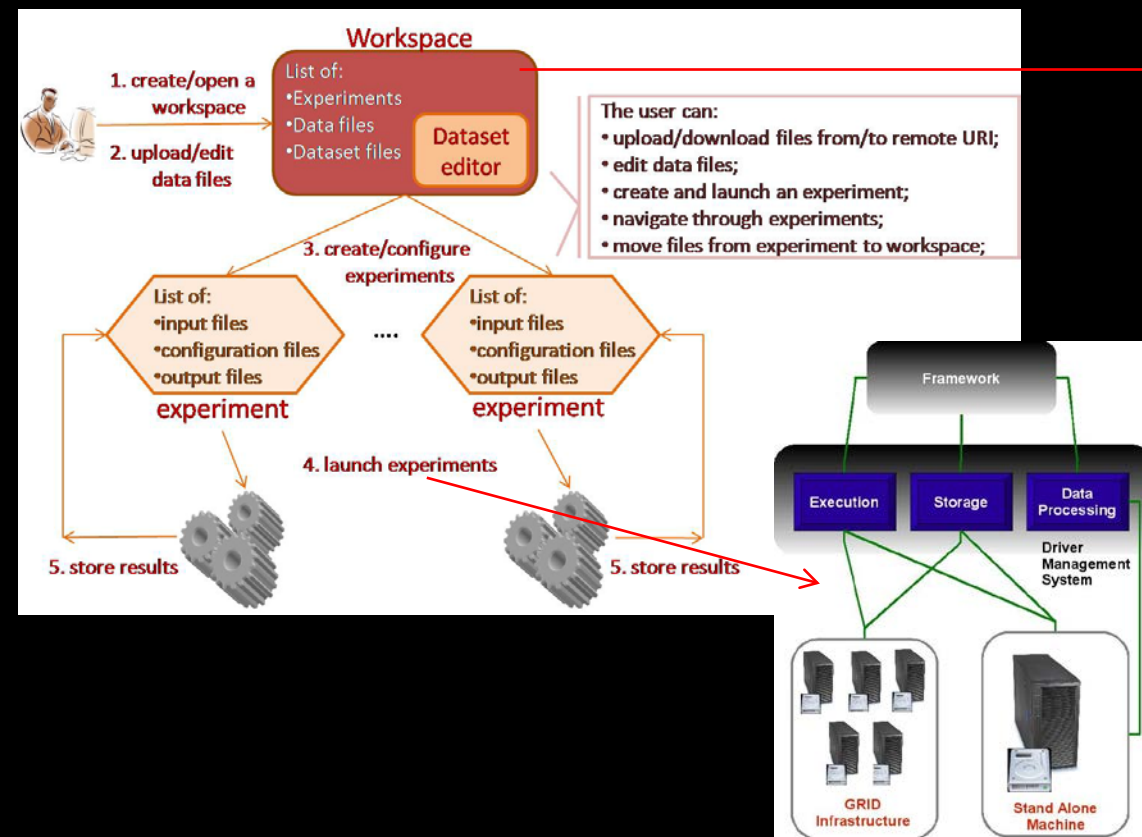 Workspace
1. create/open a
workspace
2. upload/edit
data files
List of:
•Experiments
•Data files
•Dataset files
Dataset
editor
The user can:
• upload/download files from/to remote URI;
• edit data files;
• create and launch an experiment;
• navigate through experiments;
• move files from experiment to workspace;
3. create/configure
experiments
List of:
•input files
•configuration files
•output files
experiment
....
List of:
•input files
•configuration files
•output files
experiment
4. launch experiments
5. store results
5. store results
Framework
Execution
Storage
Data
Processing
Driver
Management
System
GRID
Infrastructure
Stand Alone
Machine